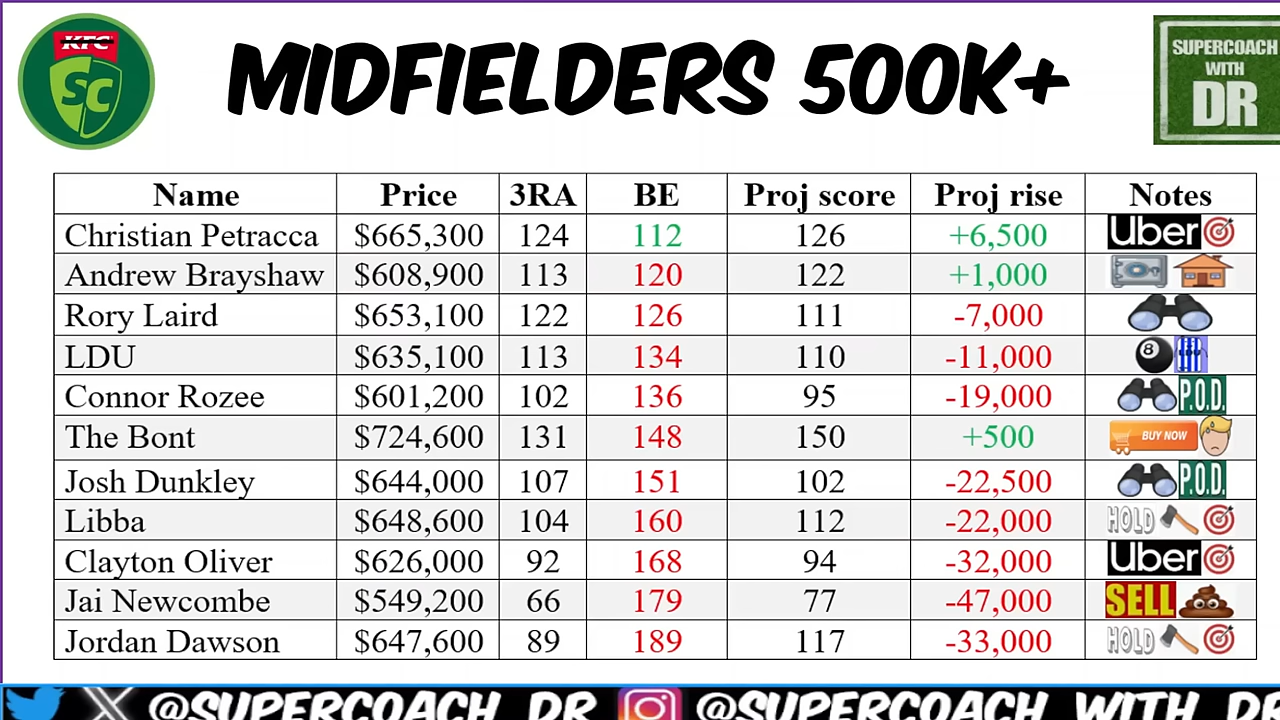 KFC
SC
MIDFIELDERS 500K+
SUPERCOACH
WITH
DR
Name Price 3RA BE Proj score Proj rise Notes
Christian Petracca $665,300 124 112 126 +6,500 Uber
Andrew Brayshaw $608,900 113 120 122 +1,000
Rory Laird $653,100 122 126 111 -7,000
LDU $635,100 113 134 110 -11,000 8 LDU
Connor Rozee $601,200 102 136 95 -19,000 P.O.D.
The Bont $724,600 131 148 150 +500 BUY NOW
Josh Dunkley $644,000 107 151 102 -22,500 P.O.D.
Libba $648,600 104 160 112 -22,000 HOLD
Clayton Oliver $626,000 92 168 94 -32,000 Uber
Jai Newcombe $549,200 66 179 77 -47,000 SELL
Jordan Dawson $647,600 89 189 117 -33,000 HOLD
@SUPERCOACH_DR @SUPERCOACH_WITH_DR